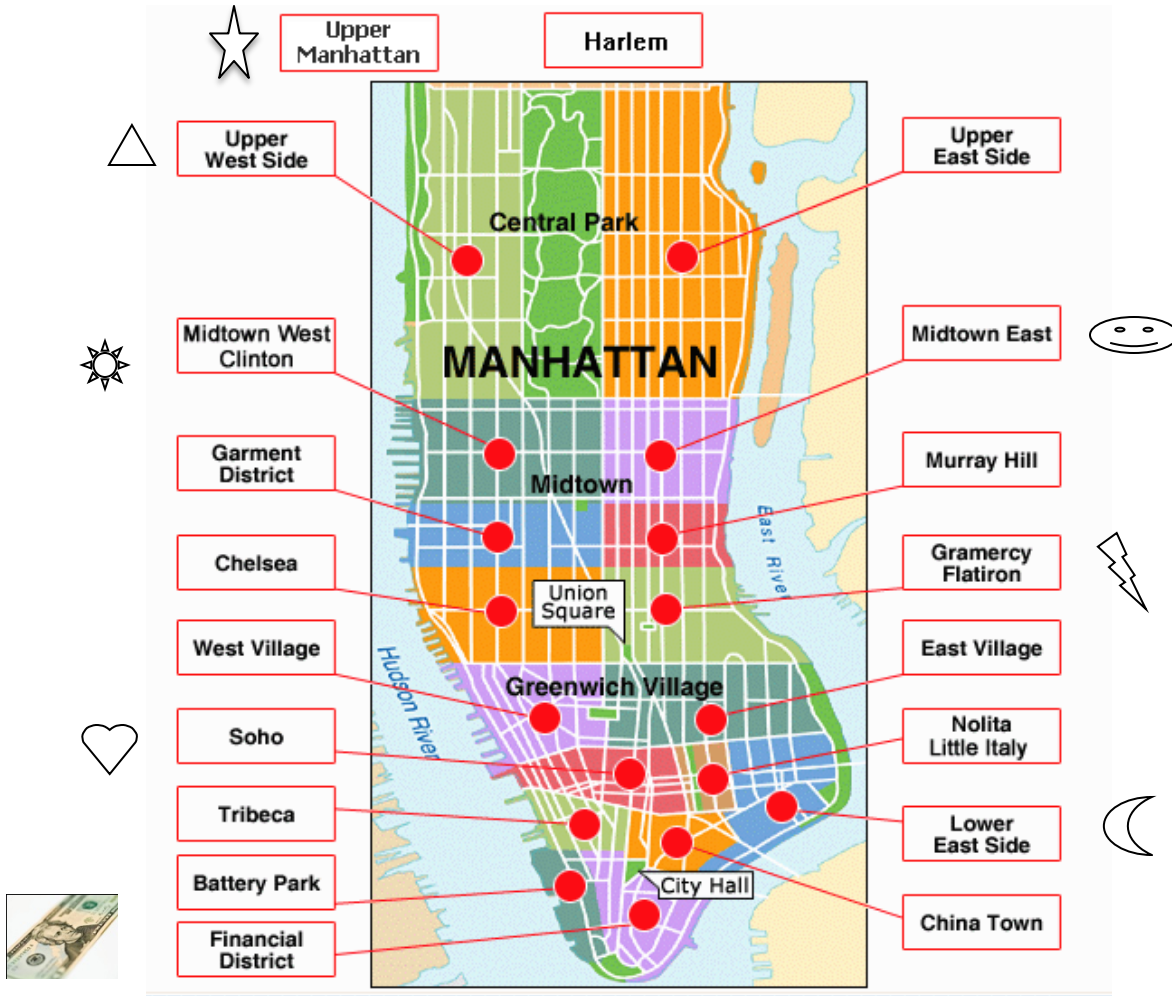 Upper
Manhattan
Harlem
Upper
West Side
Upper
East Side
Central Park
Midtown West
Clinton
Midtown East
MANHATTAN
Garment
District
Murray Hill
Midtown
Chelsea
Gramercy
Flatiron
East River
Union
Square
West Village
East Village
Hudson River
Greenwich Village
Soho
Nolita
Little Italy
Tribeca
Lower
East Side
Battery Park
City Hall
China Town
Financial
District